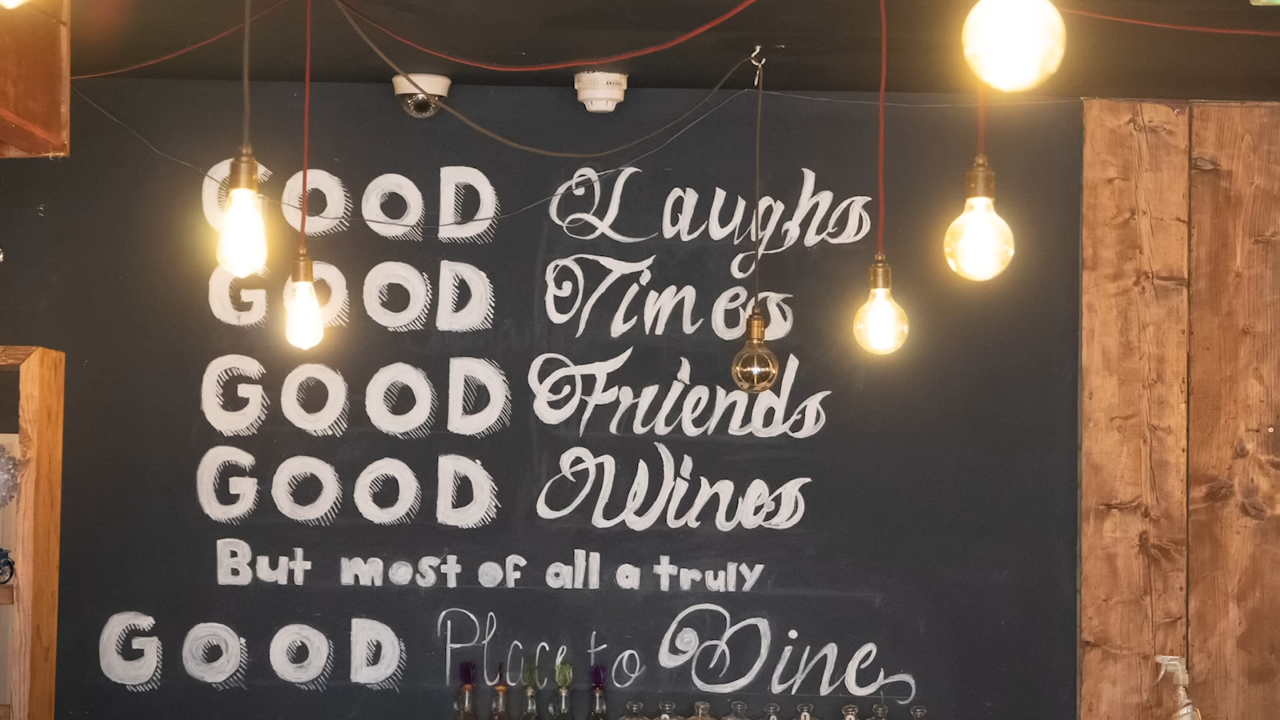 GOOD Laughs
GOOD Times
GOOD Friends
GOOD Wines
But most of all a truly
GOOD Place to Dine